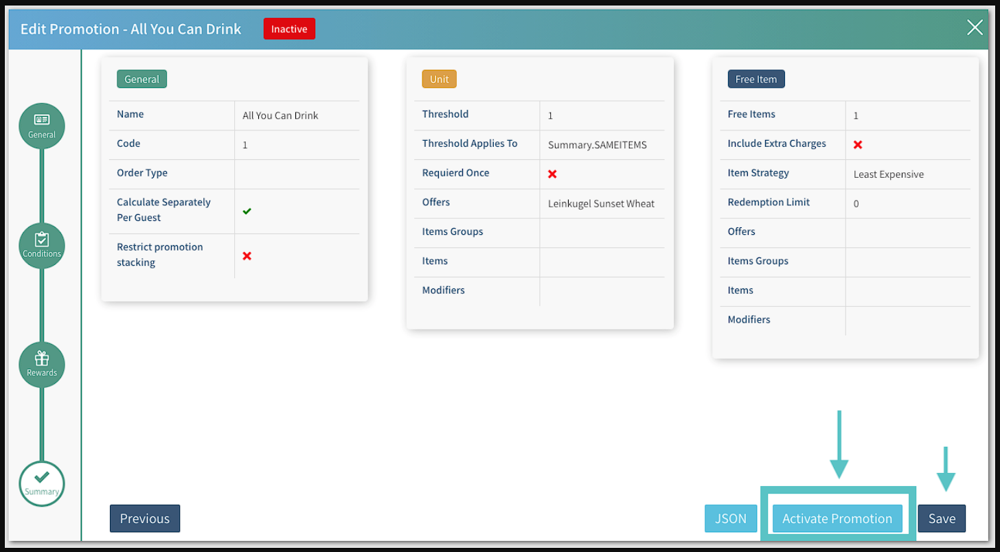 Edit Promotion - All You Can Drink
Inactive
General
Conditions
Rewards
Summary
General
Name
All You Can Drink
Code
1
Order Type
Calculate Separately
Per Guest
Restrict promotion
stacking
Unit
Threshold
1
Threshold Applies To
Summary.SAMEITEMS
Requierd Once
Offers
Leinkugel Sunset Wheat
Items Groups
Items
Modifiers
Free Item
Free Items
1
Include Extra Charges
Item Strategy
Least Expensive
Redemption Limit
0
Offers
Items Groups
Items
Modifiers
Previous
JSON
Activate Promotion
Save